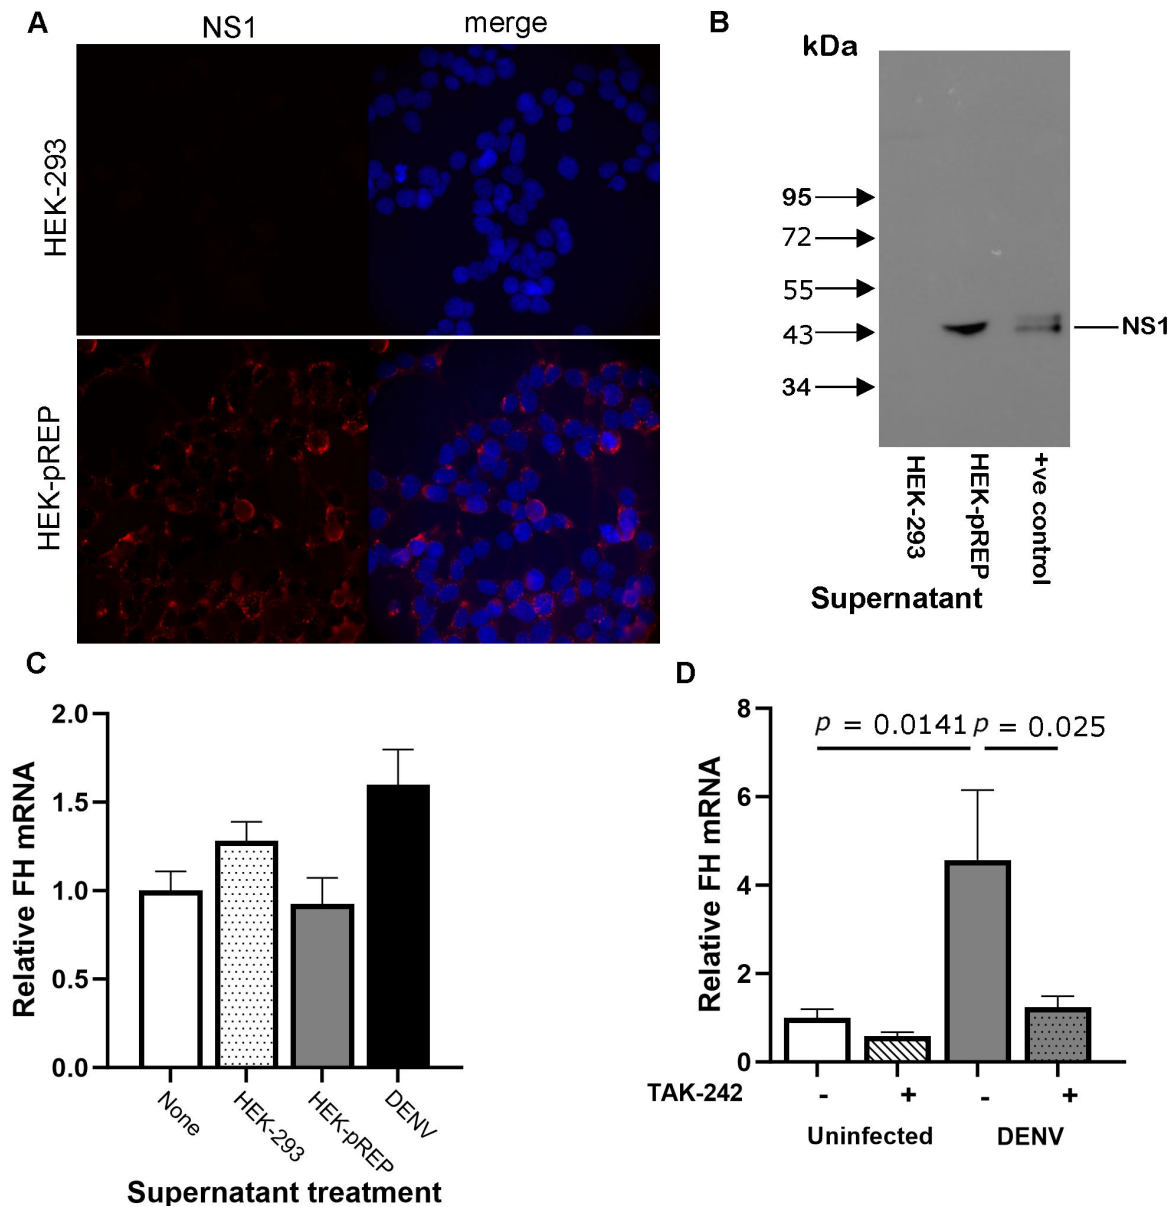 A
NS1
merge
HEK-293
HEK-pREP
B
kDa
95
72
55
43
34
NS1
HEK-293
HEK-pREP
+ve control
Supernatant
C
Relative FH mRNA
2.0
1.5
1.0
0.5
0.0
None
HEK-293
HEK-pREP
DENV
Supernatant treatment
D
Relative FH mRNA
8
6
4
2
0
p = 0.0141
p = 0.025
TAK-242 - + - +
Uninfected DENV